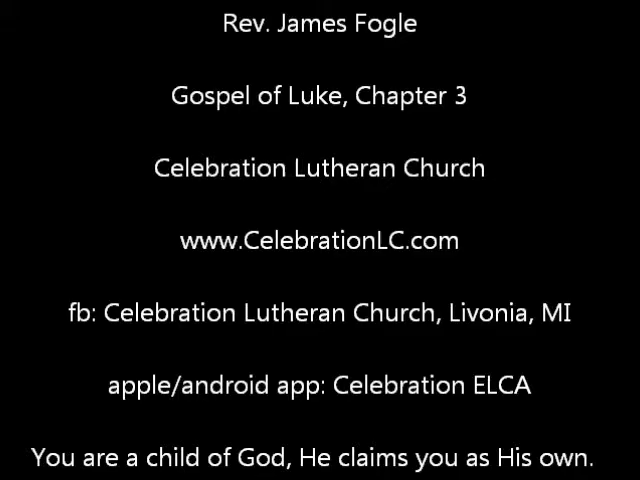 Rev. James Fogle
Gospel of Luke, Chapter 3
Celebration Lutheran Church
www.CelebrationLC.com
fb: Celebration Lutheran Church, Livonia, MI
apple/android app: Celebration ELCA
You are a child of God, He claims you as His own.